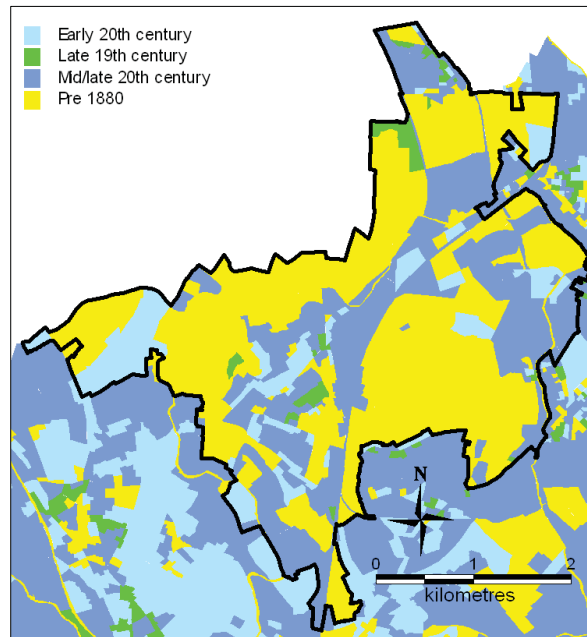 Early 20th century
Late 19th century
Mid/late 20th century
Pre 1880
N
0 1 2
kilometres